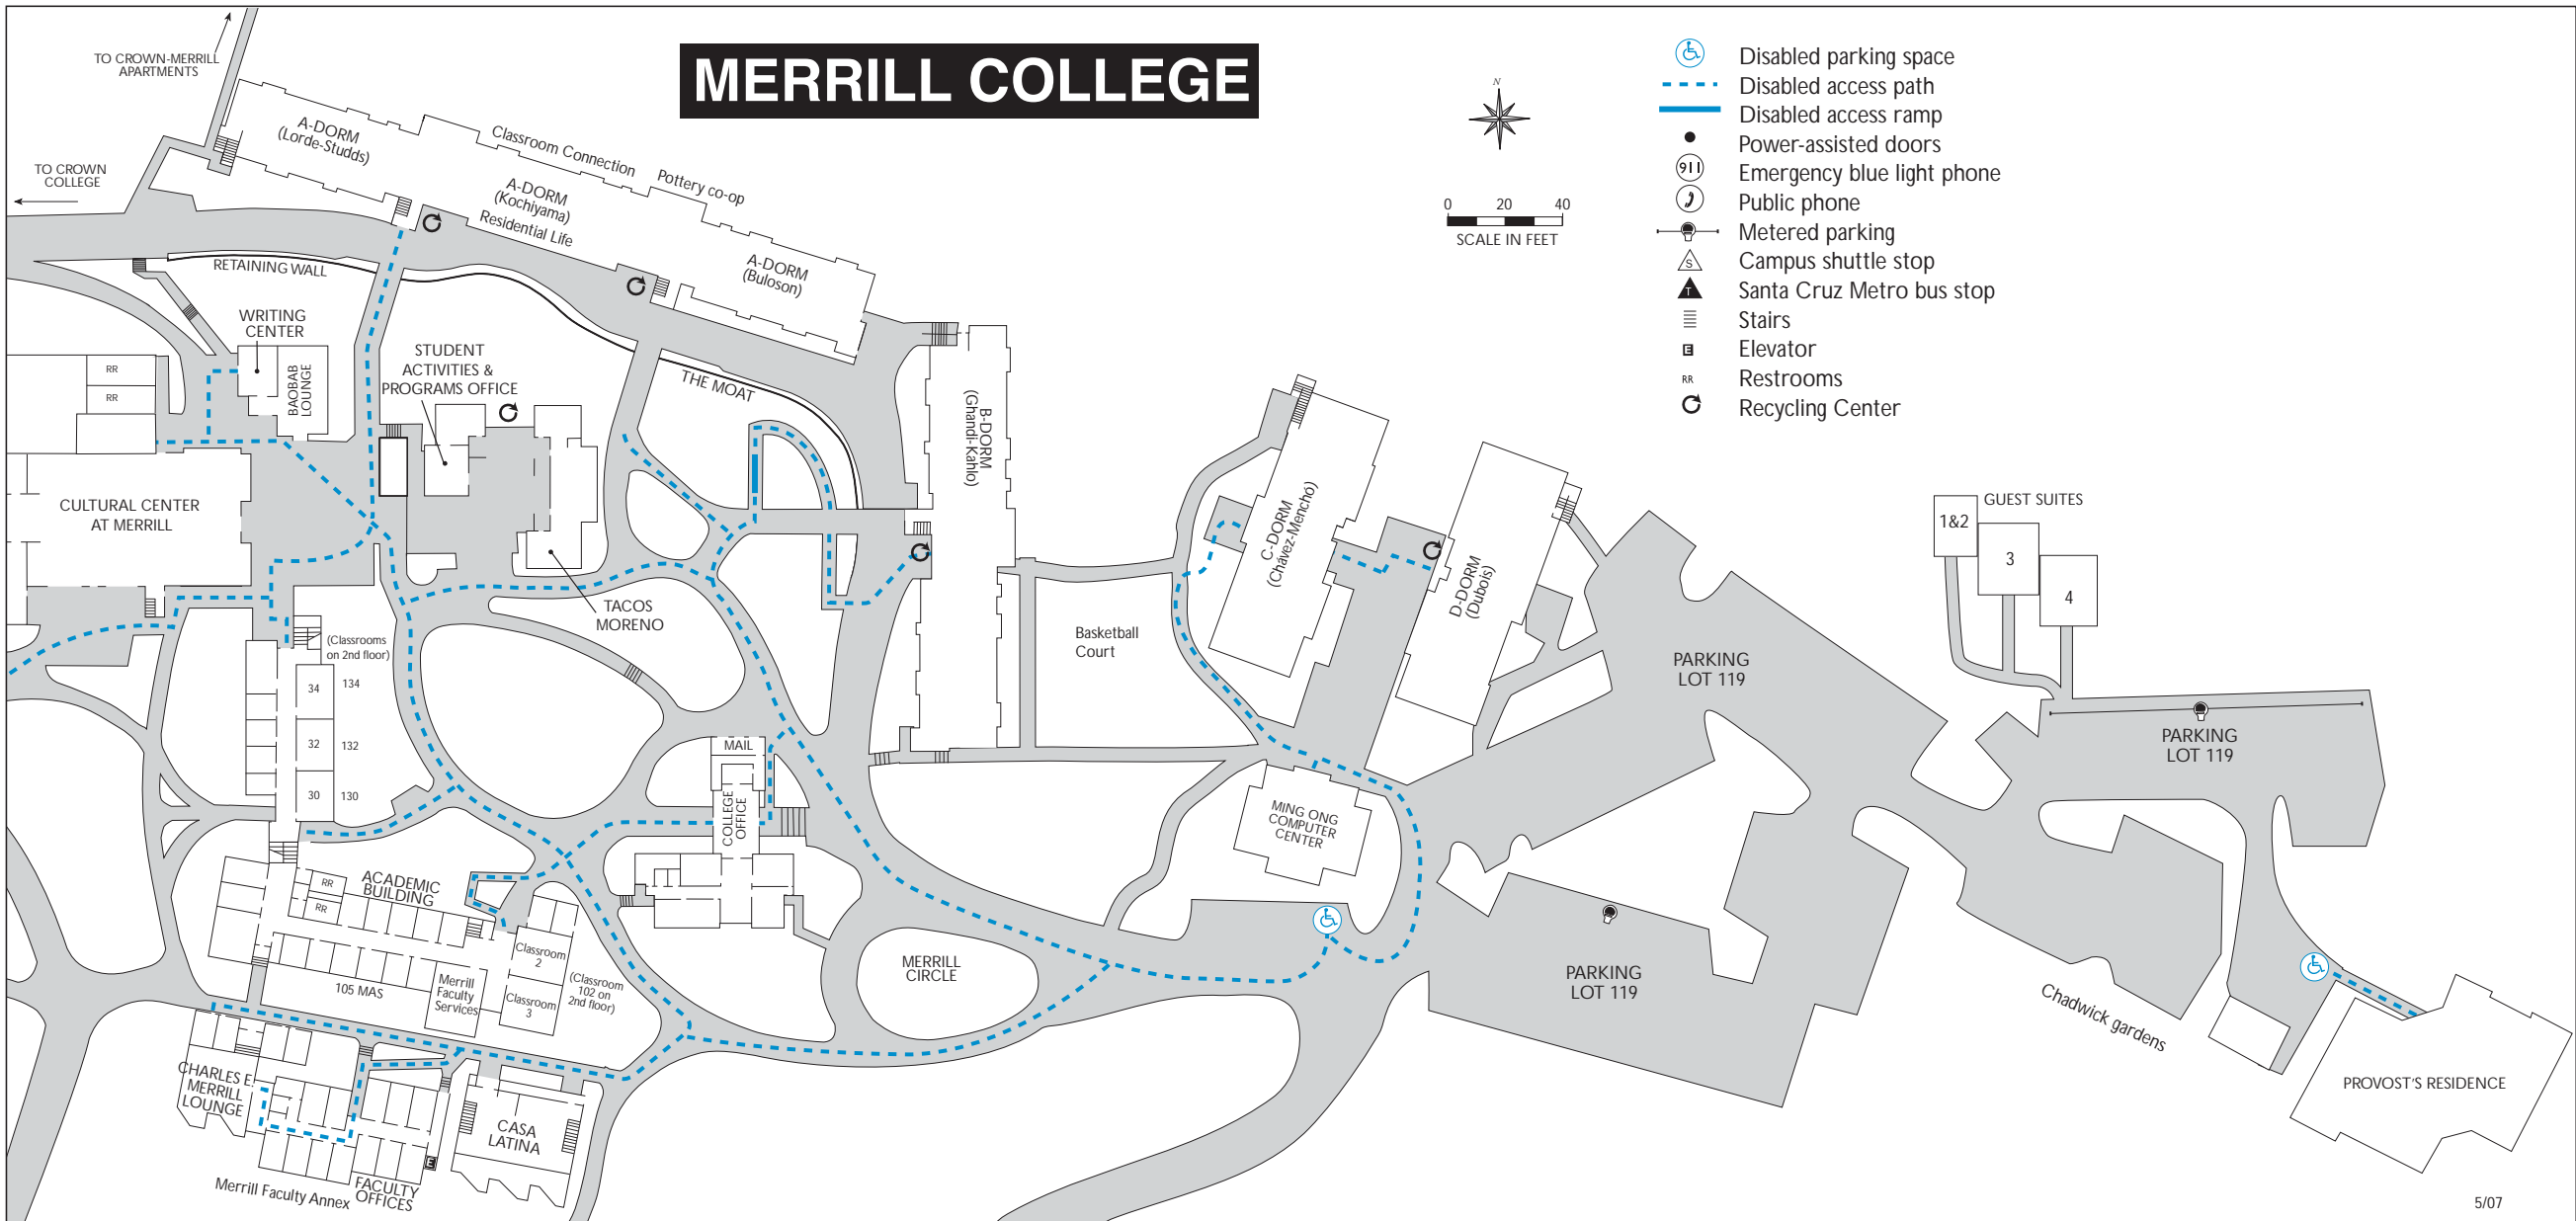 MERRILL COLLEGE
TO CROWN-MERRILL
APARTMENTS
TO CROWN
COLLEGE
A-DORM
(Lorde-Studds)
Classroom Connection
Pottery co-op
A-DORM
(Kochiyama)
Residential Life
A-DORM
(Buloson)
RETAINING WALL
N
0 20 40
SCALE IN FEET
Disabled parking space
Disabled access path
Disabled access ramp
Power-assisted doors
911
Emergency blue light phone
Public phone
Metered parking
S
Campus shuttle stop
T
Santa Cruz Metro bus stop
Stairs
E
Elevator
RR
Restrooms
Recycling Center
WRITING
CENTER
BAOBAB
LOUNGE
RR
RR
STUDENT
ACTIVITIES &
PROGRAMS OFFICE
THE MOAT
B-DORM
(Ghandi-Kahlo)
CULTURAL CENTER
AT MERRILL
TACOS
MORENO
C-DORM
(Chávez-Menchó)
D-DORM
(Dubois)
Basketball
Court
GUEST SUITES
1&2
3
4
PARKING
LOT 119
PARKING
LOT 119
(Classrooms
on 2nd floor)
34 134
32 132
30 130
MAIL
COLLEGE
OFFICE
MING ONG
COMPUTER
CENTER
ACADEMIC
BUILDING
RR
RR
Classroom
2
Classroom
3
(Classroom
102 on
2nd floor)
Merrill
Faculty
Services
105 MAS
MERRILL
CIRCLE
PARKING
LOT 119
Chadwick gardens
PROVOST'S RESIDENCE
CHARLES E.
MERRILL
LOUNGE
CASA
LATINA
E
Merrill Faculty Annex
FACULTY
OFFICES
5/07